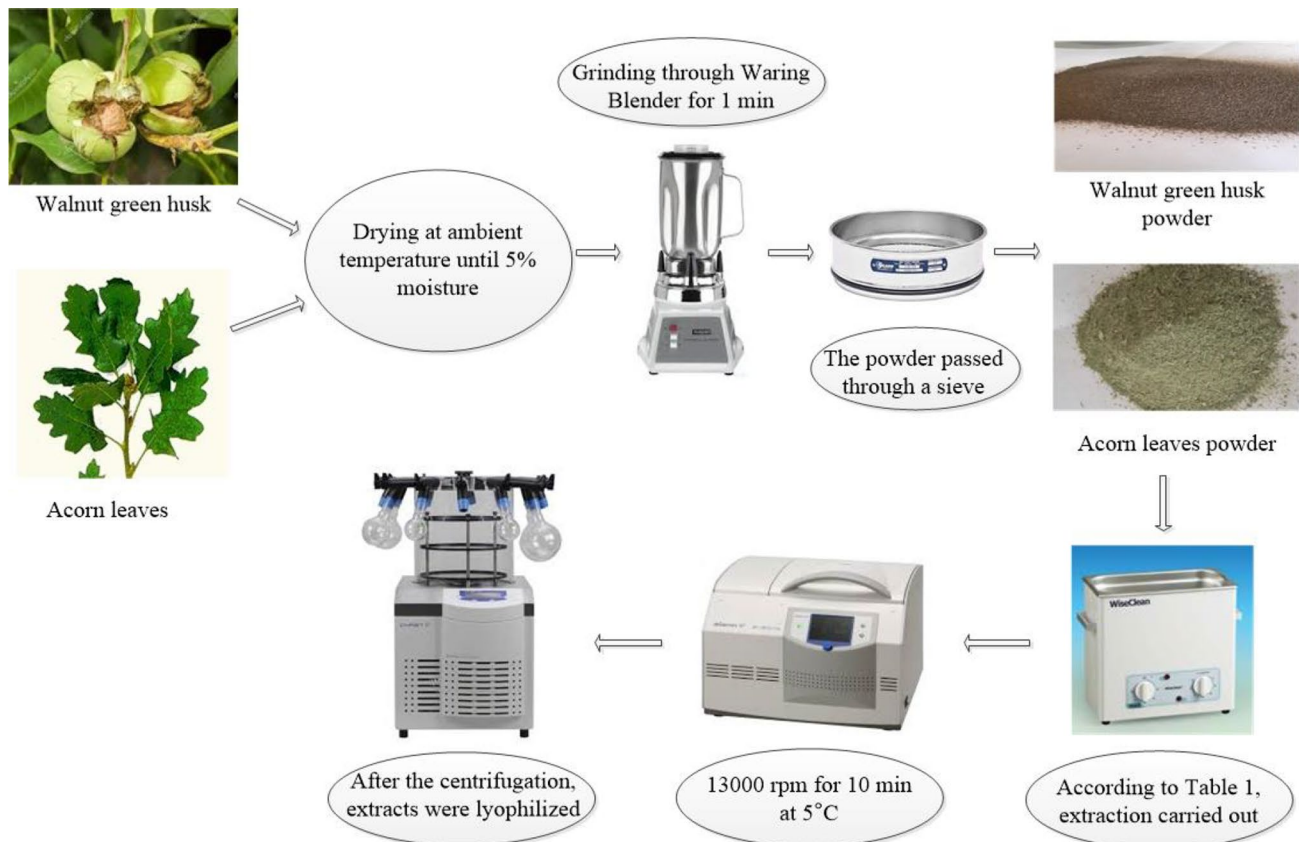 Grinding through Waring
Blender for 1 min
Walnut green husk
Walnut green husk
powder
Drying at ambient
temperature until 5%
moisture
The powder passed
through a sieve
Acorn leaves powder
Acorn leaves
WiseClean
After the centrifugation,
extracts were lyophilized
13000 rpm for 10 min
at 5°C
According to Table 1,
extraction carried out